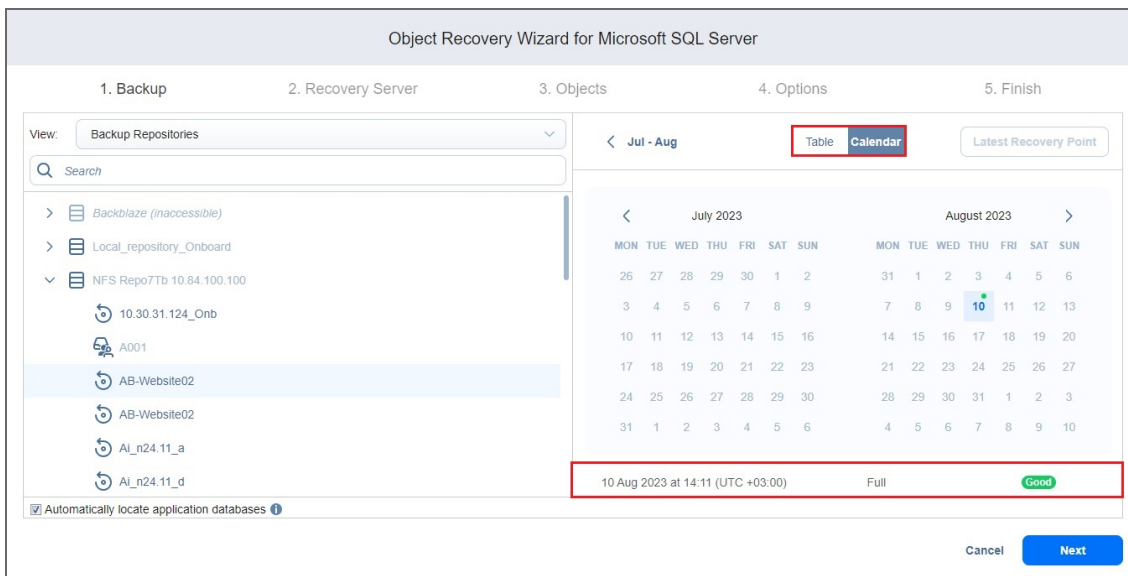 Object Recovery Wizard for Microsoft SQL Server
1. Backup 2. Recovery Server 3. Objects 4. Options 5. Finish
View: Backup Repositories
Search
Backblaze (inaccessible)
Local_repository_Onboard
NFS Repo7Tb 10.84.100.100
10.30.31.124_Onb
A001
AB-Website02
AB-Website02
Ai_n24.11_a
Ai_n24.11_d
Automatically locate application databases
Jul - Aug Table Calendar Latest Recovery Point
July 2023
MON TUE WED THU FRI SAT SUN
26 27 28 29 30 1 2
3 4 5 6 7 8 9
10 11 12 13 14 15 16
17 18 19 20 21 22 23
24 25 26 27 28 29 30
31 1 2 3 4 5 6
August 2023
MON TUE WED THU FRI SAT SUN
31 1 2 3 4 5 6
7 8 9 10 11 12 13
14 15 16 17 18 19 20
21 22 23 24 25 26 27
28 29 30 31 1 2 3
4 5 6 7 8 9 10
10 Aug 2023 at 14:11 (UTC +03:00) Full Good
Cancel Next